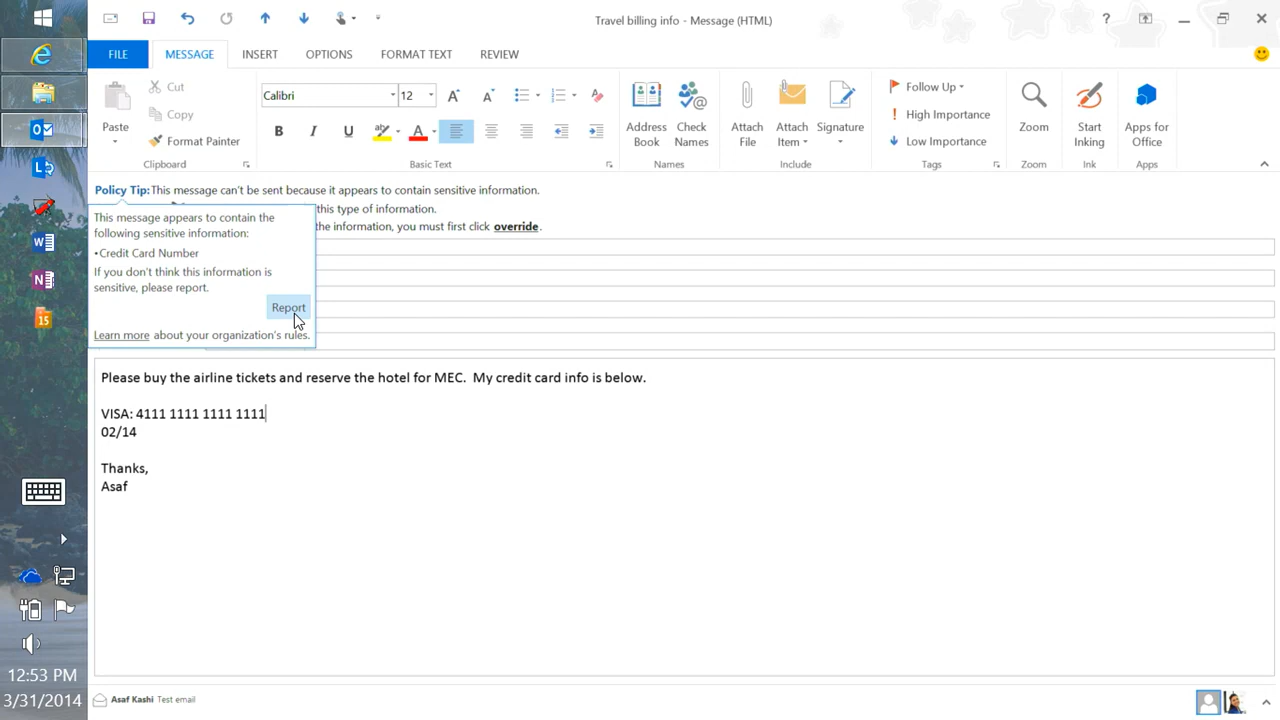 Travel billing info - Message (HTML)
?
FILE
MESSAGE
INSERT
OPTIONS
FORMAT TEXT
REVIEW
Paste
Cut
Copy
Format Painter
Clipboard
Calibri
12
B I U
Basic Text
Address Book
Check Names
Names
Attach File
Attach Item
Signature
Include
Follow Up
High Importance
Low Importance
Tags
Zoom
Zoom
Start Inking
Ink
Apps for Office
Apps
Policy Tip: This message can't be sent because it appears to contain sensitive information.
this type of information.
the information, you must first click override.
This message appears to contain the
following sensitive information:
•Credit Card Number
If you don't think this information is
sensitive, please report.
Report
Learn more about your organization's rules.
Please buy the airline tickets and reserve the hotel for MEC. My credit card info is below.
VISA: 4111 1111 1111 1111
02/14
Thanks,
Asaf
15
12:53 PM
3/31/2014
Asaf Kashi Test email